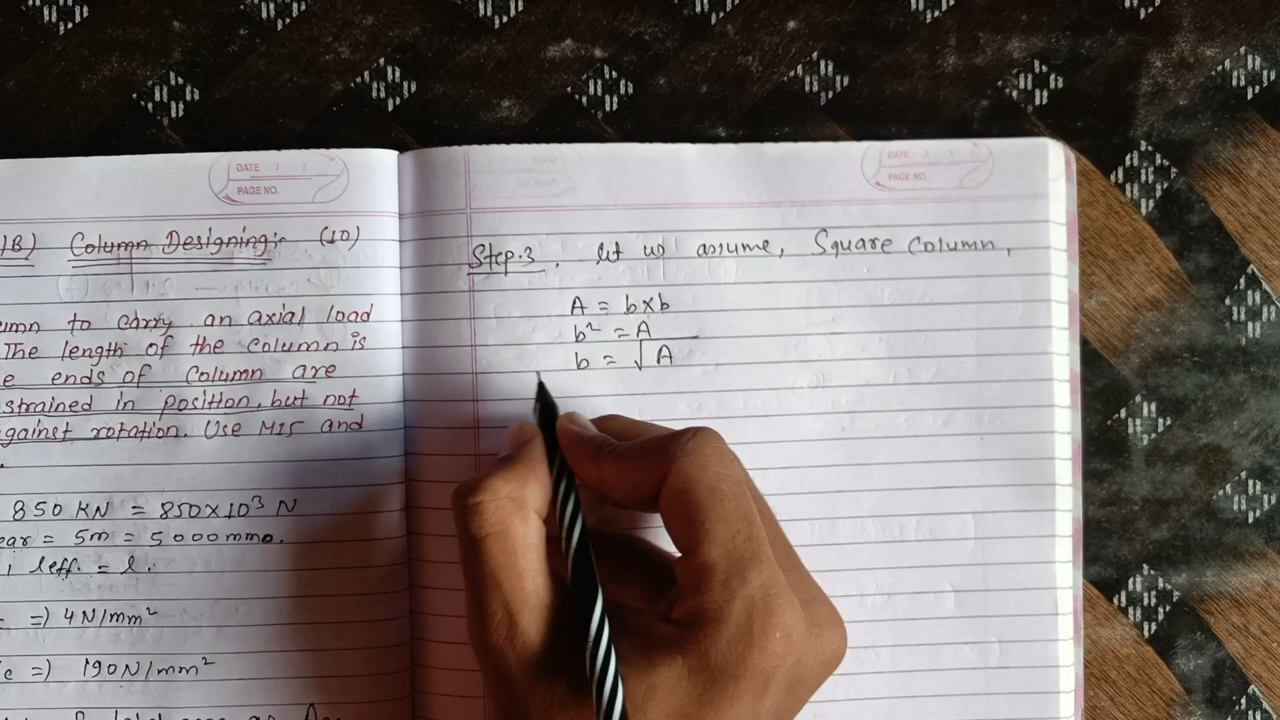 DATE
PAGE NO.
1B) Column Designing:- (10)
umn to carry an axial load
The length of the column is
e ends of column are
strained in position, but not
gainst rotation. Use M15 and
850 KN = 850×10³ N
ear = 5m = 5000mm.
leff. = l.
c =) 4N/mm²
c =) 190N/mm²
DATE
PAGE NO.
Step.3. let us assume, Square Column,
A = b×b
b² = A
b = √A